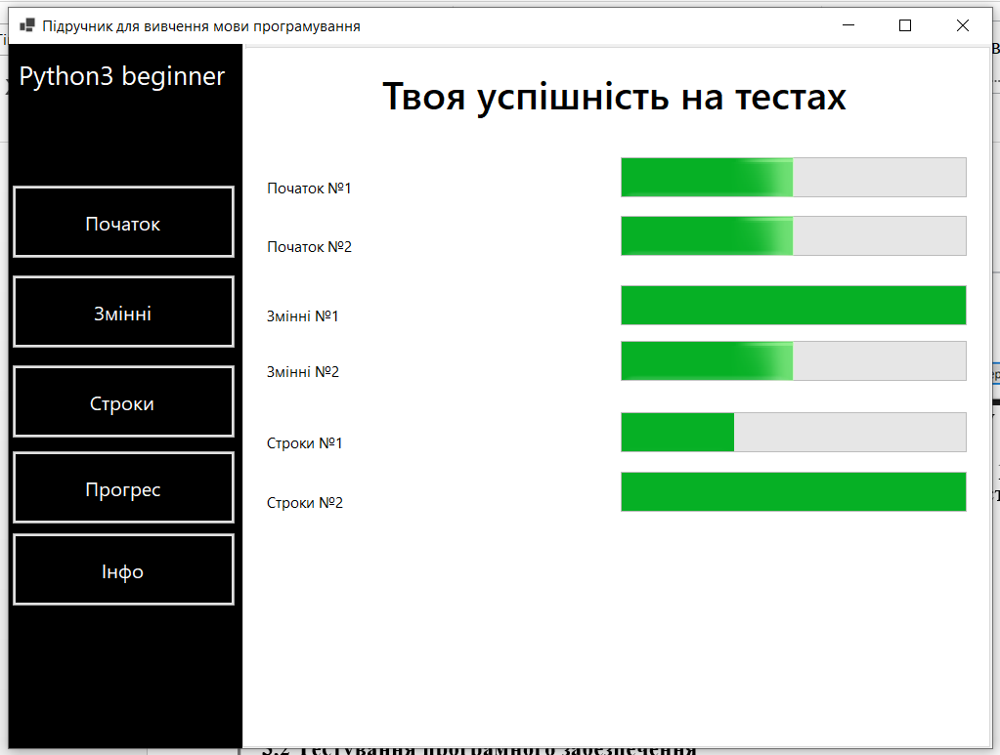 Підручник для вивчення мови програмування
Python3 beginner
Твоя успішність на тестах
Початок
Змінні
Строки
Прогрес
Інфо
Початок №1
Початок №2
Змінні №1
Змінні №2
Строки №1
Строки №2
3.2 Тестування програмного забезпечення